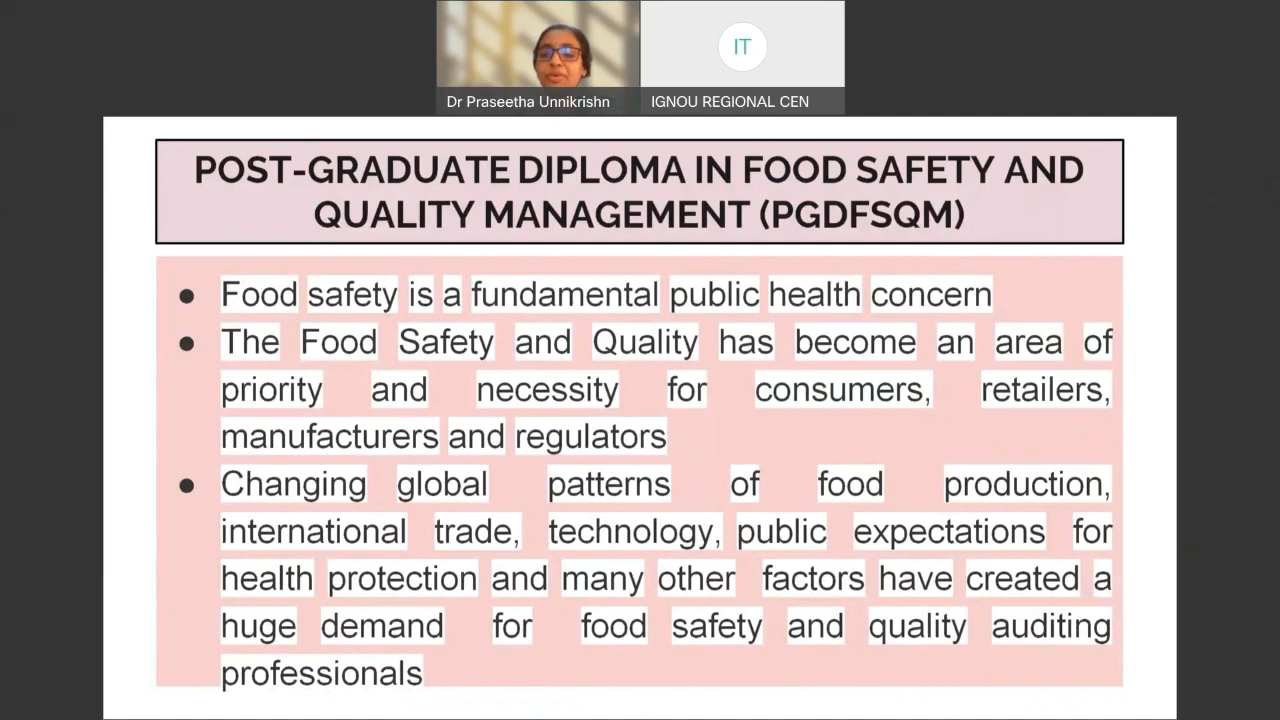 IT
Dr Praseetha Unnikrishn
IGNOU REGIONAL CEN
POST-GRADUATE DIPLOMA IN FOOD SAFETY AND
QUALITY MANAGEMENT (PGDFSQM)
● Food safety is a fundamental public health concern
● The Food Safety and Quality has become an area of
priority and necessity for consumers, retailers,
manufacturers and regulators
● Changing global patterns of food production,
international trade, technology, public expectations for
health protection and many other factors have created a
huge demand for food safety and quality auditing
professionals